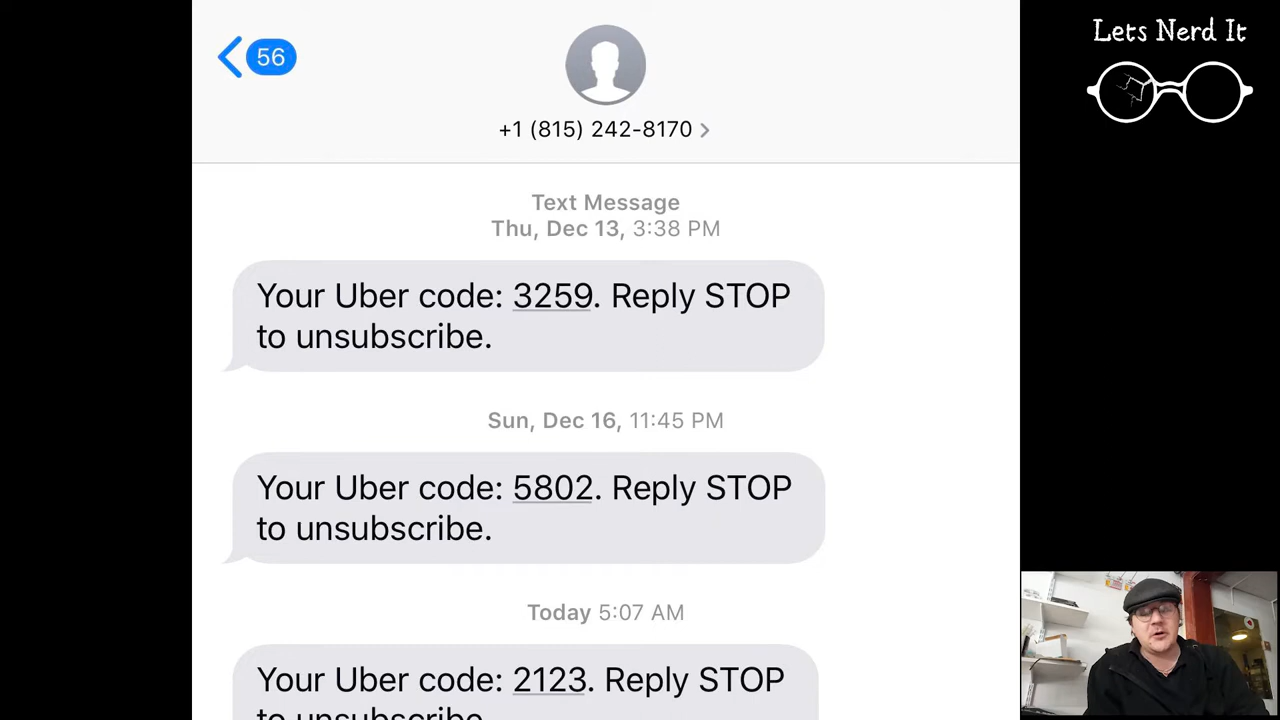 Lets Nerd It
56
+1 (815) 242-8170
Text Message
Thu, Dec 13, 3:38 PM
Your Uber code: 3259. Reply STOP
to unsubscribe.
Sun, Dec 16, 11:45 PM
Your Uber code: 5802. Reply STOP
to unsubscribe.
Today 5:07 AM
Your Uber code: 2123. Reply STOP
to unsubscribe.